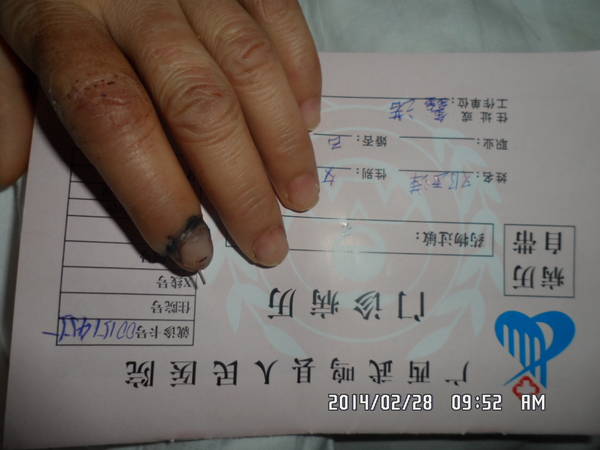 广西武鸣县人民医院
门诊病历
自带
病历
药物过敏：
姓名 性别：女
职业： 婚否：已
住址或
工作单位：
就诊卡号
住院号
X线号
2014/02/28 09:52 AM